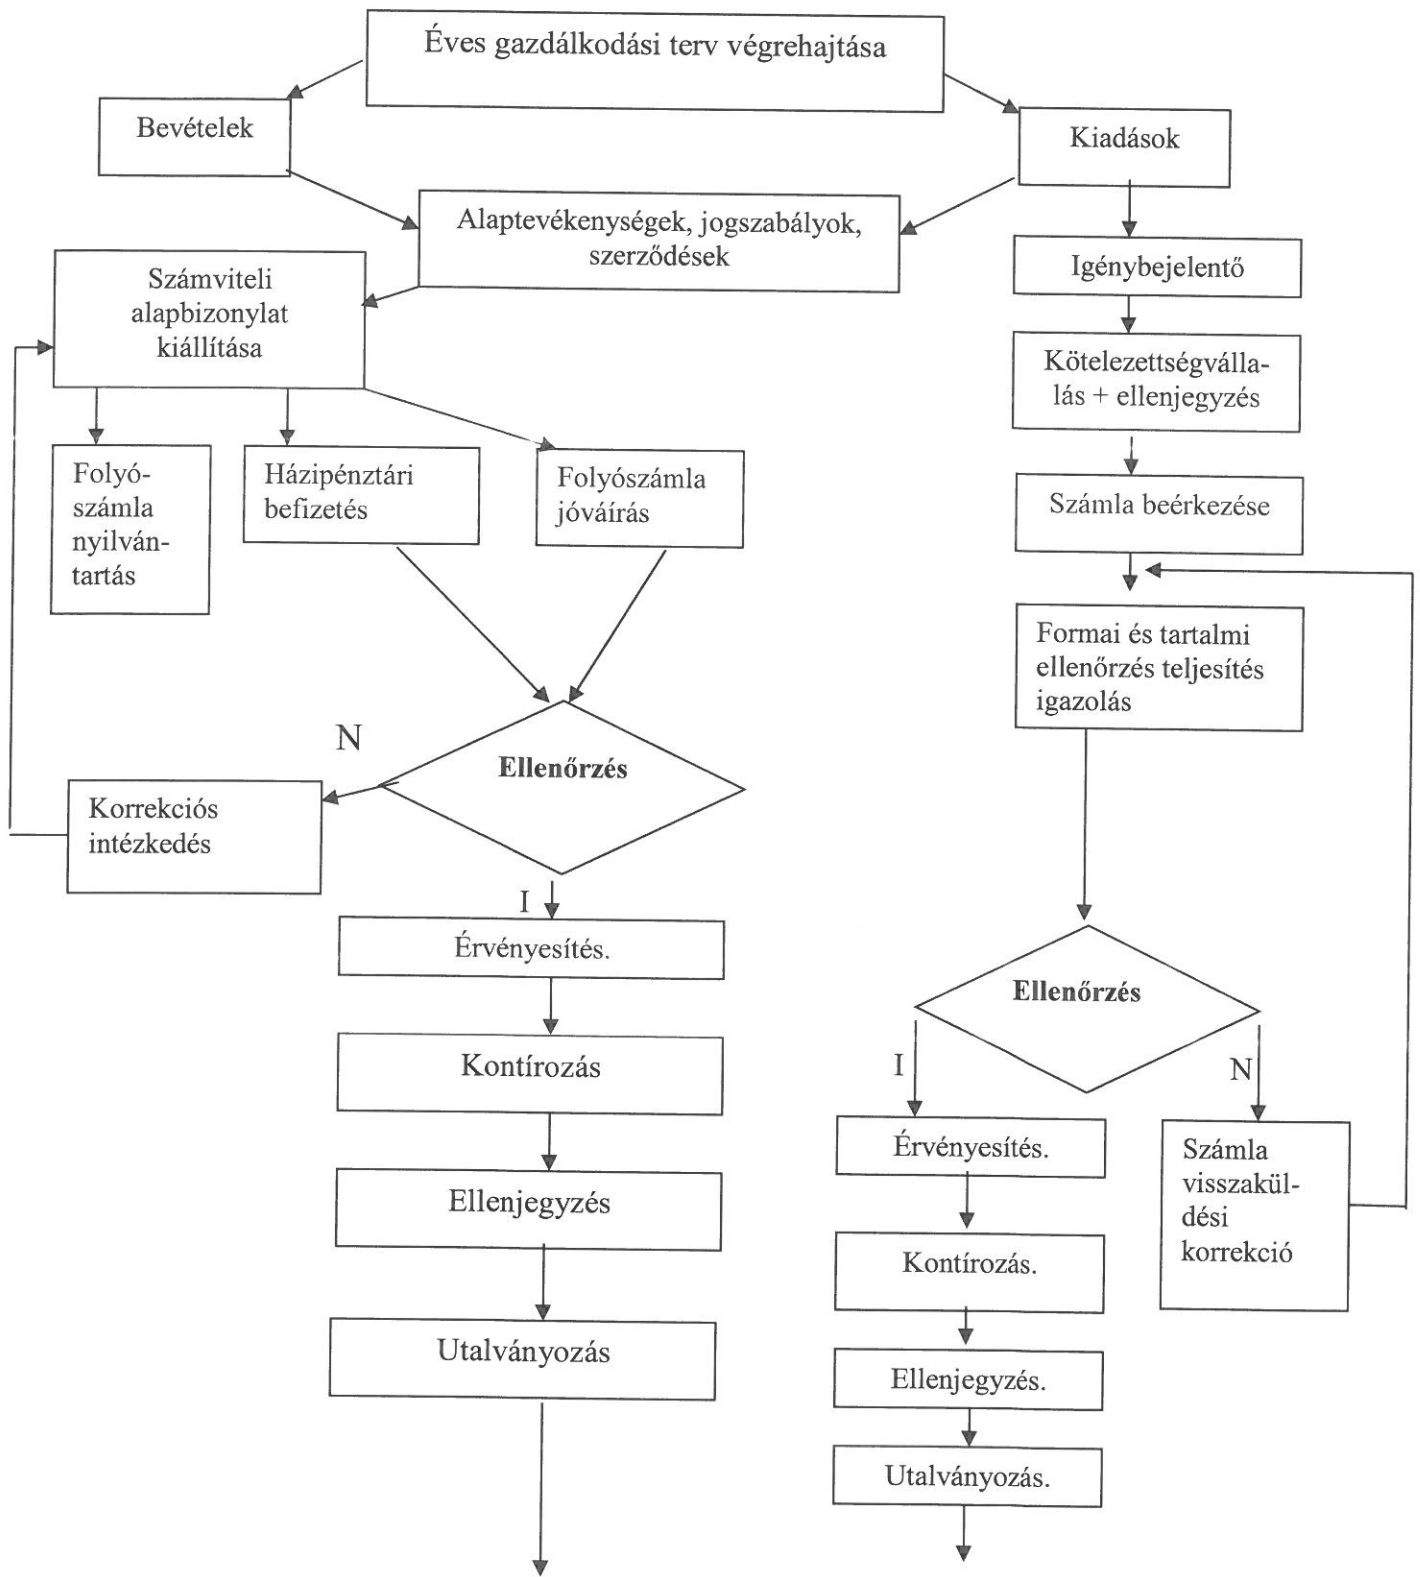 Éves gazdálkodási terv végrehajtása
Bevételek
Kiadások
Alaptevékenységek, jogszabályok,
szerződések
Számviteli
alapbizonylat
kiállítása
Igénybejelentő
Kötelezettségválla-
lás + ellenjegyzés
Folyó-
számla
nyilván-
tartás
Házipénztári
befizetés
Folyószámla
jóváírás
Számla beérkezése
Formai és tartalmi
ellenőrzés teljesítés
igazolás
N
Ellenőrzés
Korrekciós
intézkedés
I
Érvényesítés.
Kontírozás
Ellenjegyzés
Utalványozás
Ellenőrzés
I
N
Érvényesítés.
Számla
visszakül-
dési
korrekció
Kontírozás.
Ellenjegyzés.
Utalványozás.